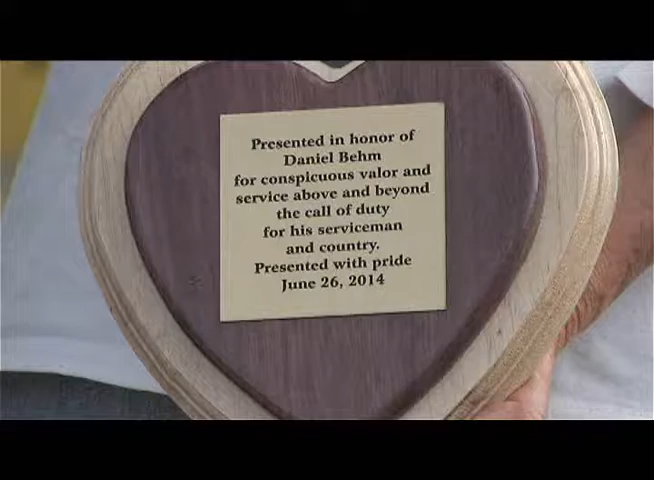 Presented in honor of
Daniel Behm
for conspicuous valor and
service above and beyond
the call of duty
for his serviceman
and country.
Presented with pride
June 26, 2014